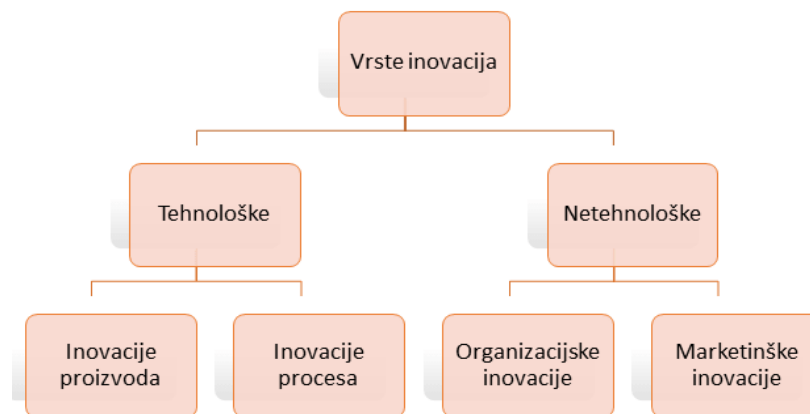 Vrste inovacija
Tehnološke
Netehnološke
Inovacije
proizvoda
Inovacije
procesa
Organizacijske
inovacije
Marketinške
inovacije